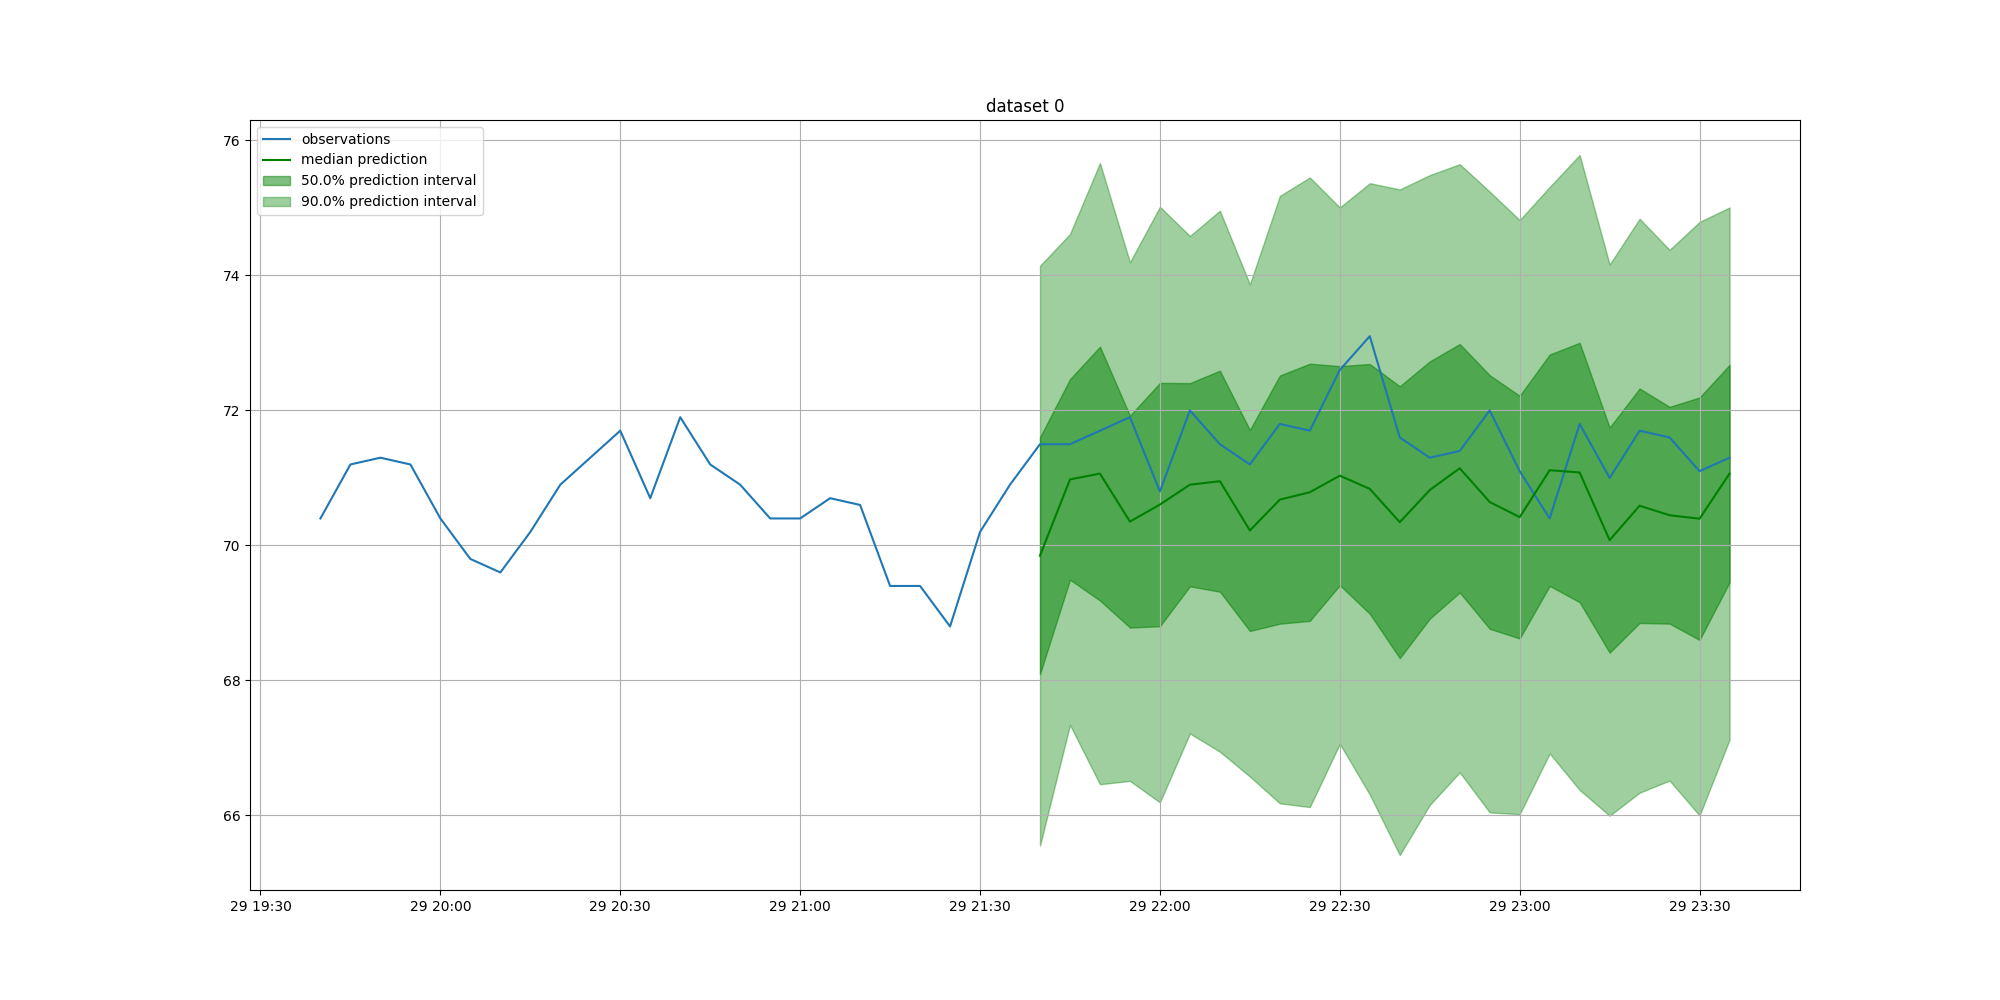 dataset 0
observations
median prediction
50.0% prediction interval
90.0% prediction interval
76
74
72
70
68
66
29 19:30 29 20:00 29 20:30 29 21:00 29 21:30 29 22:00 29 22:30 29 23:00 29 23:30